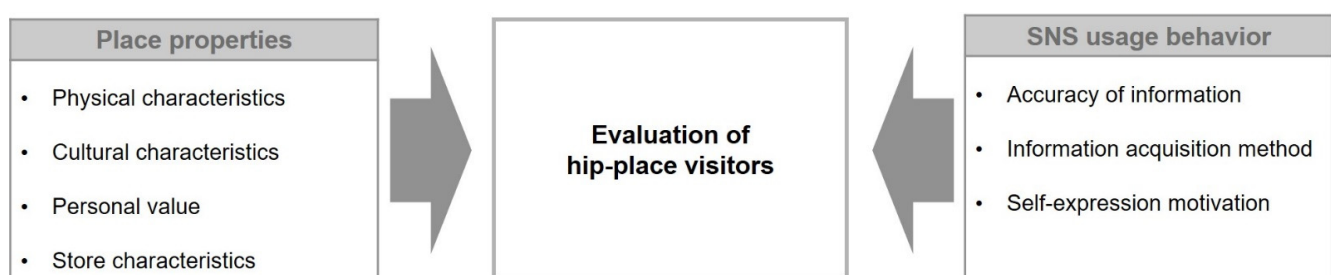 Place properties
• Physical characteristics
• Cultural characteristics
• Personal value
• Store characteristics
Evaluation of
hip-place visitors
SNS usage behavior
• Accuracy of information
• Information acquisition method
• Self-expression motivation